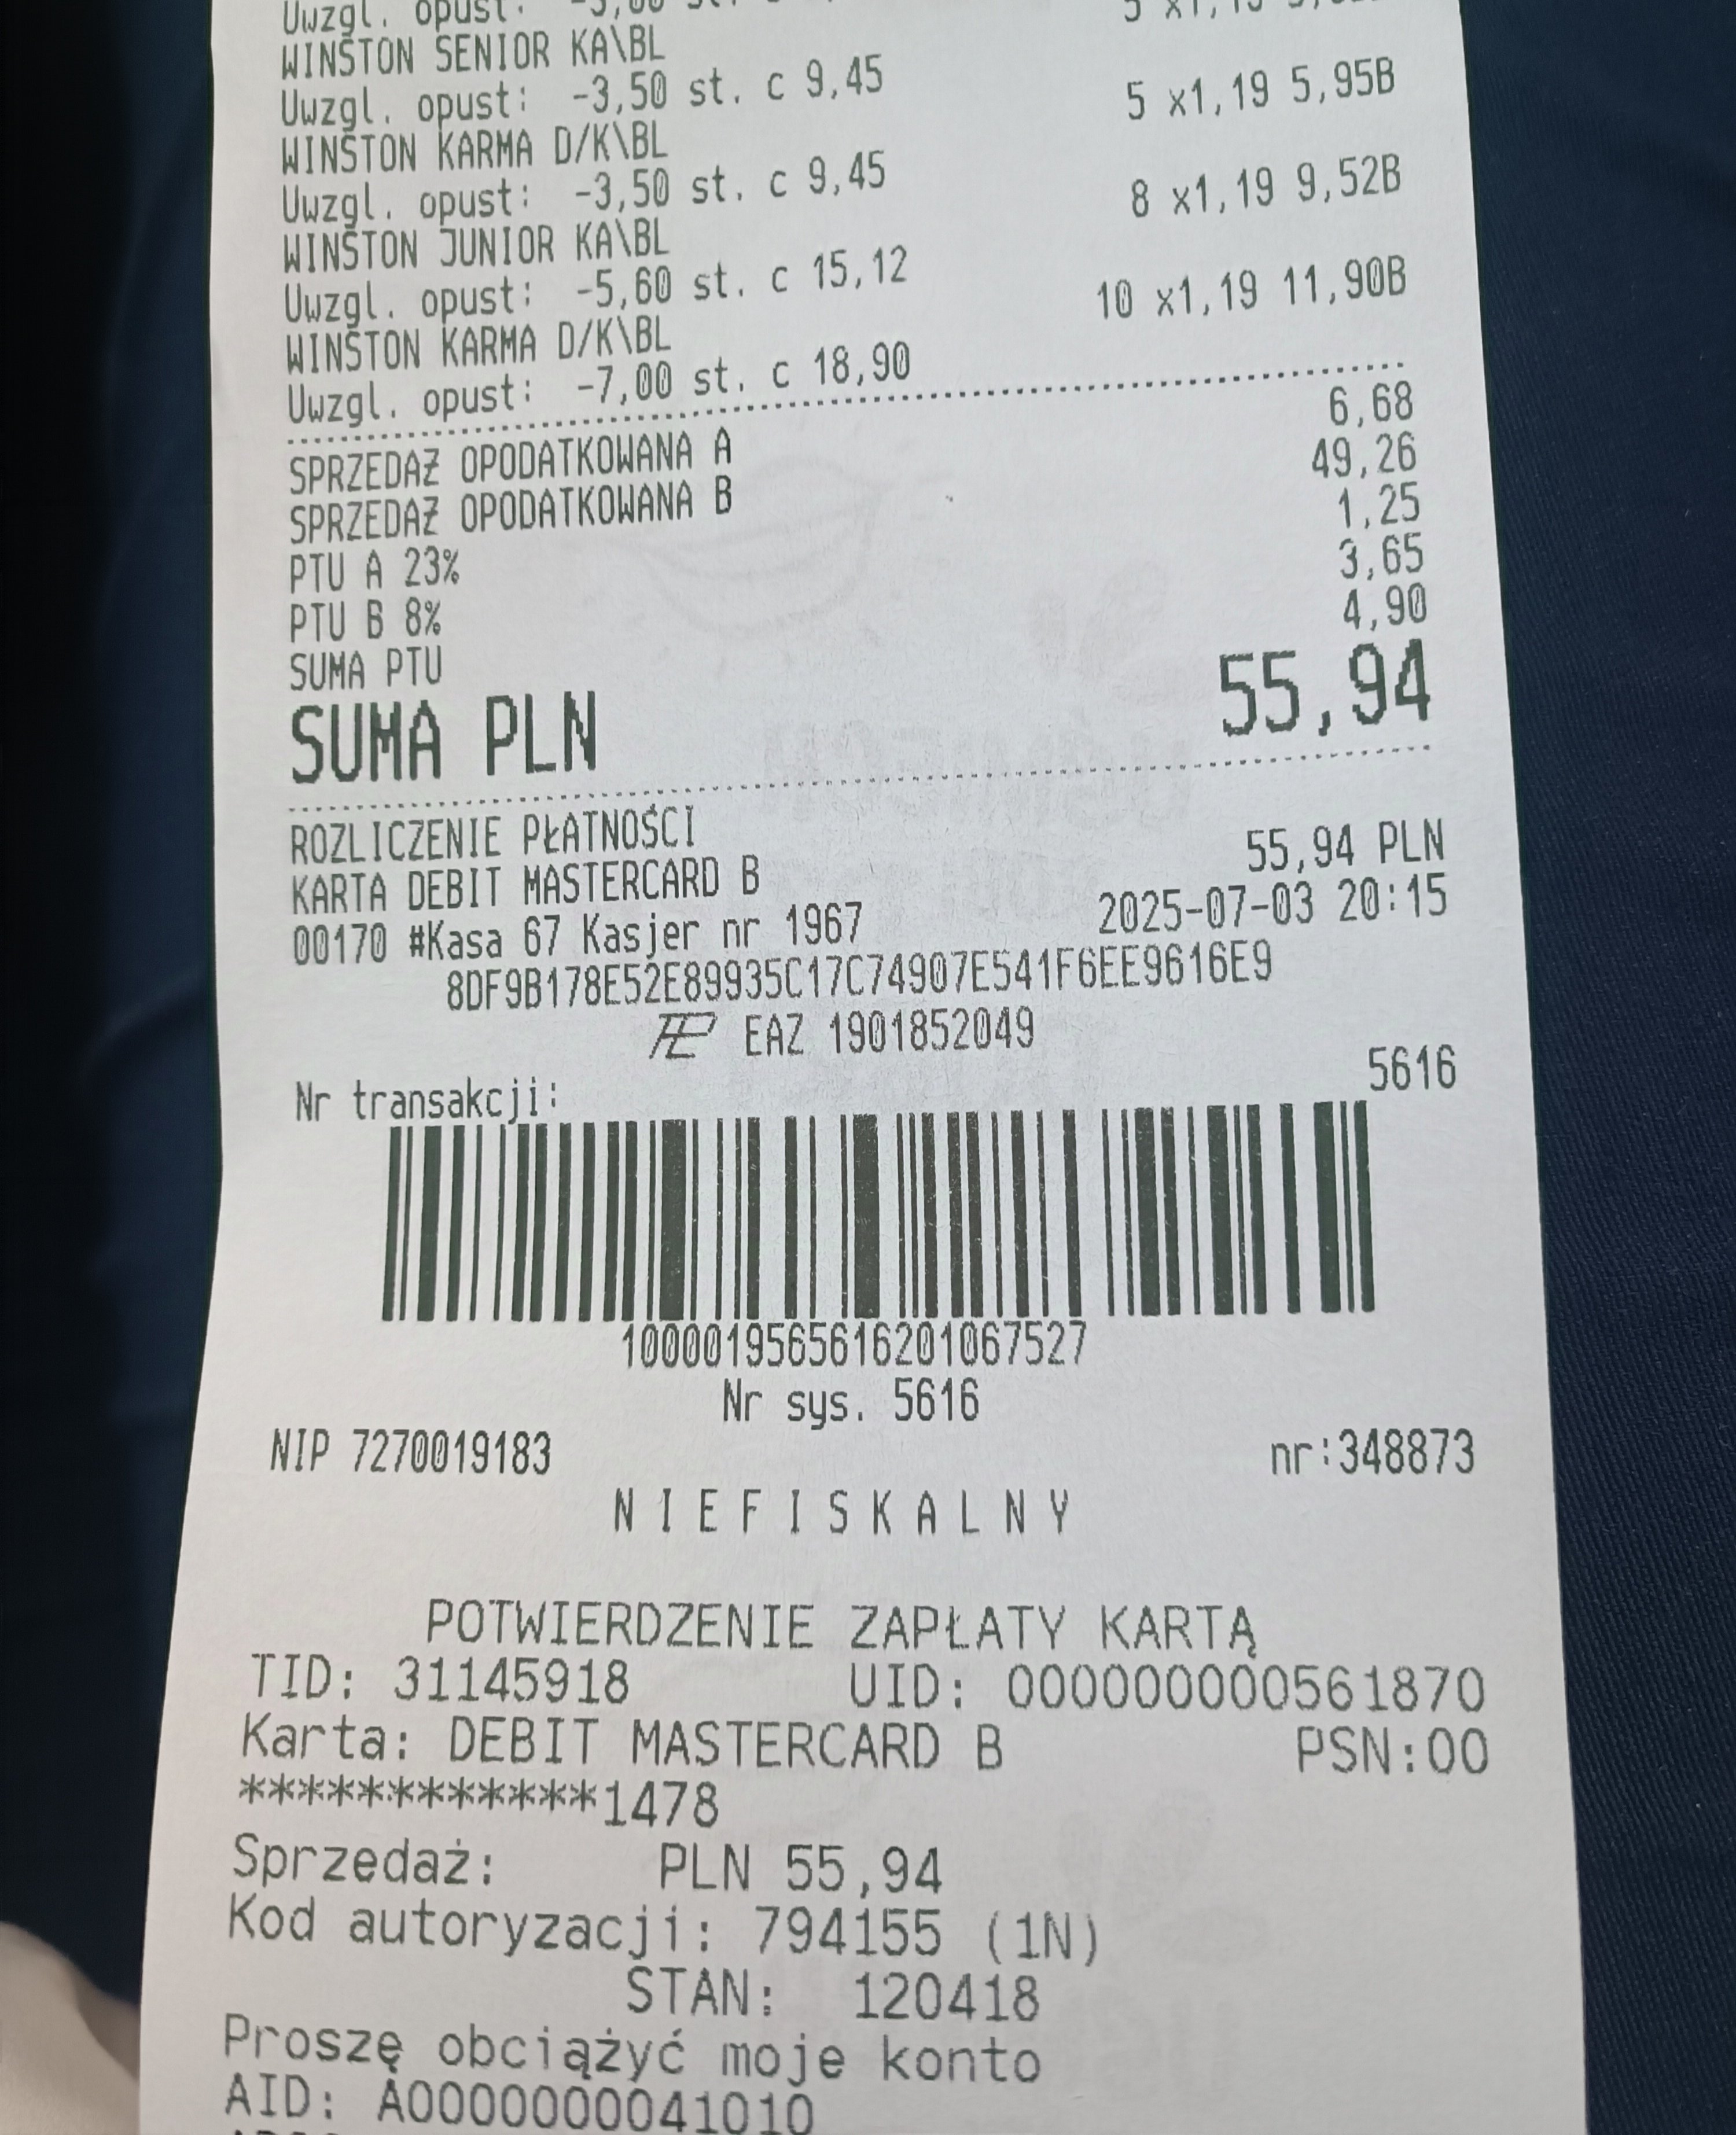 Uwzgl. opust:
WINSTON SENIOR KA\BL
Uwzgl. opust: -3,50 st. c 9,45 5 x1,19 5,95B
WINSTON KARMA D/K\BL
Uwzgl. opust: -3,50 st. c 9,45 8 x1,19 9,52B
WINSTON JUNIOR KA\BL
Uwzgl. opust: -5,60 st. c 15,12 10 x1,19 11,90B
WINSTON KARMA D/K\BL
Uwzgl. opust: -7,00 st. c 18,90
SPRZEDAŻ OPODATKOWANA A 6,68
SPRZEDAŻ OPODATKOWANA B 49,26
PTU A 23% 1,25
PTU B 8% 3,65
SUMA PTU 4,90
SUMA PLN 55,94
ROZLICZENIE PŁATNOŚCI
KARTA DEBIT MASTERCARD B 55,94 PLN
00170 #Kasa 67 Kasjer nr 1967 2025-07-03 20:15
8DF9B178E52E89935C17C74907E541F6EE9616E9
EAZ 1901852049
Nr transakcji: 5616
1000019565616201067527
Nr sys. 5616
NIP 7270019183 nr:348873
NIEFISKALNY
POTWIERDZENIE ZAPŁATY KARTĄ
TID: 31145918 UID: 000000000561870
Karta: DEBIT MASTERCARD B PSN:00
************1478
Sprzedaż: PLN 55,94
Kod autoryzacji: 794155 (1N)
STAN: 120418
Proszę obciążyć moje konto
AID: A0000000041010